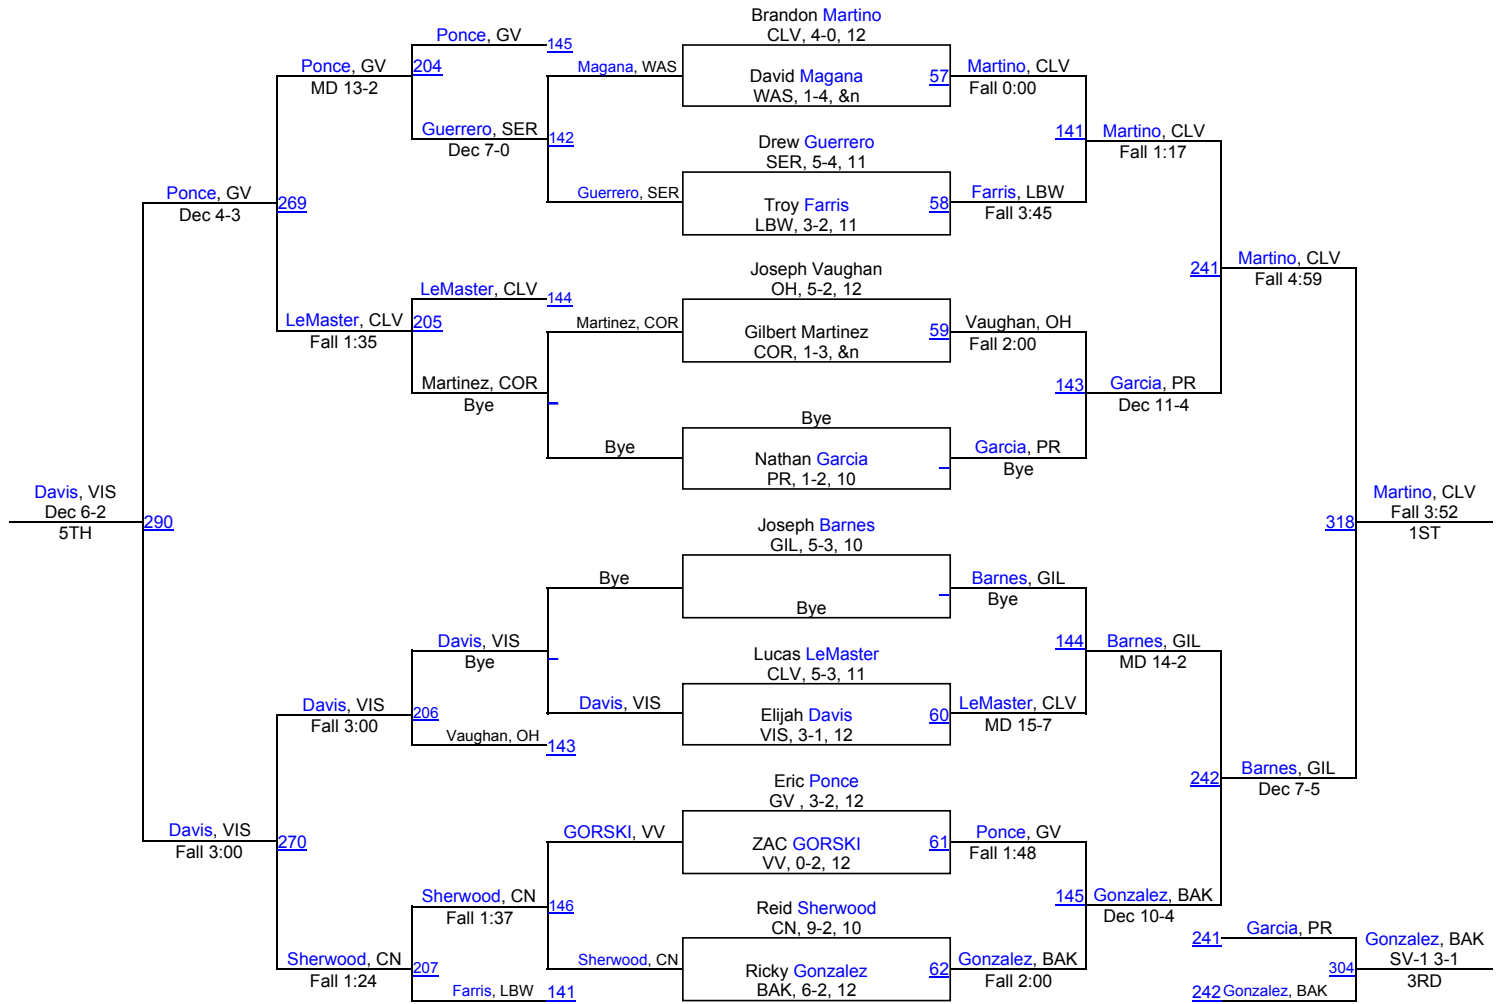 Brandon Martino
CLV, 4-0, 12
Ponce, GV
145
Ponce, GV
MD 13-2
204
Magana, WAS
David Magana
WAS, 1-4, &n
57
Martino, CLV
Fall 0:00
Guerrero, SER
Dec 7-0
142
Drew Guerrero
SER, 5-4, 11
141
Martino, CLV
Fall 1:17
Ponce, GV
Dec 4-3
269
Guerrero, SER
Troy Farris
LBW, 3-2, 11
58
Farris, LBW
Fall 3:45
Joseph Vaughan
OH, 5-2, 12
241
Martino, CLV
Fall 4:59
LeMaster, CLV
144
LeMaster, CLV
Fall 1:35
205
Martinez, COR
Gilbert Martinez
COR, 1-3, &n
59
Vaughan, OH
Fall 2:00
Martinez, COR
Bye
143
Garcia, PR
Dec 11-4
Bye
Bye
Nathan Garcia
PR, 1-2, 10
Garcia, PR
Bye
Davis, VIS
Dec 6-2
5TH
290
Joseph Barnes
GIL, 5-3, 10
318
Martino, CLV
Fall 3:52
1ST
Bye
Bye
Barnes, GIL
Bye
Davis, VIS
Bye
Lucas LeMaster
CLV, 5-3, 11
144
Barnes, GIL
MD 14-2
Davis, VIS
Fall 3:00
206
Davis, VIS
Elijah Davis
VIS, 3-1, 12
60
LeMaster, CLV
MD 15-7
Vaughan, OH
143
Eric Ponce
GV , 3-2, 12
242
Barnes, GIL
Dec 7-5
Davis, VIS
Fall 3:00
270
GORSKI, VV
ZAC GORSKI
VV, 0-2, 12
61
Ponce, GV
Fall 1:48
Sherwood, CN
Fall 1:37
146
Reid Sherwood
CN, 9-2, 10
145
Gonzalez, BAK
Dec 10-4
Sherwood, CN
Fall 1:24
207
Sherwood, CN
Ricky Gonzalez
BAK, 6-2, 12
62
Gonzalez, BAK
Fall 2:00
Farris, LBW
141
241
Garcia, PR
304
Gonzalez, BAK
SV-1 3-1
3RD
242
Gonzalez, BAK